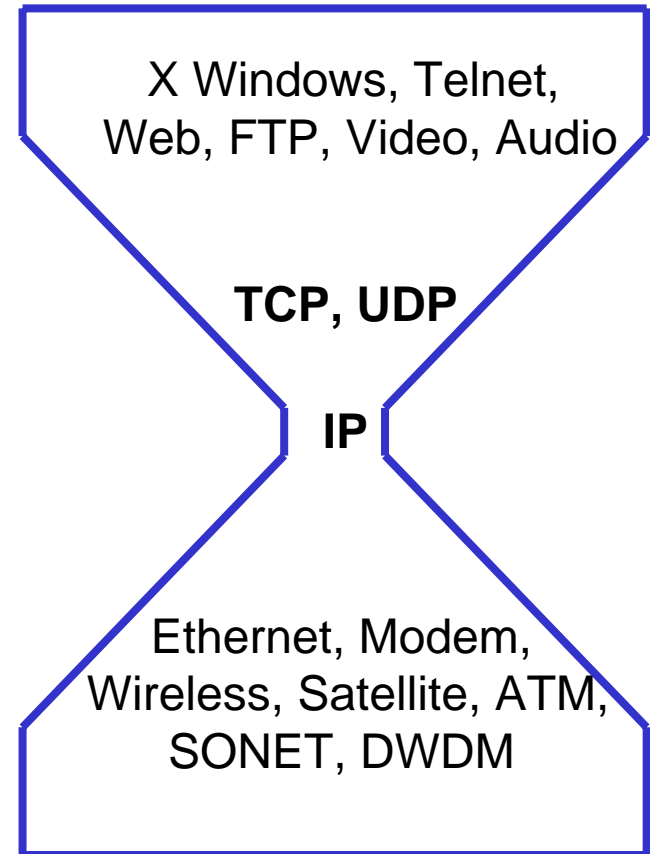 X Windows, Telnet,
Web, FTP, Video, Audio
TCP, UDP
IP
Ethernet, Modem,
Wireless, Satellite, ATM,
SONET, DWDM